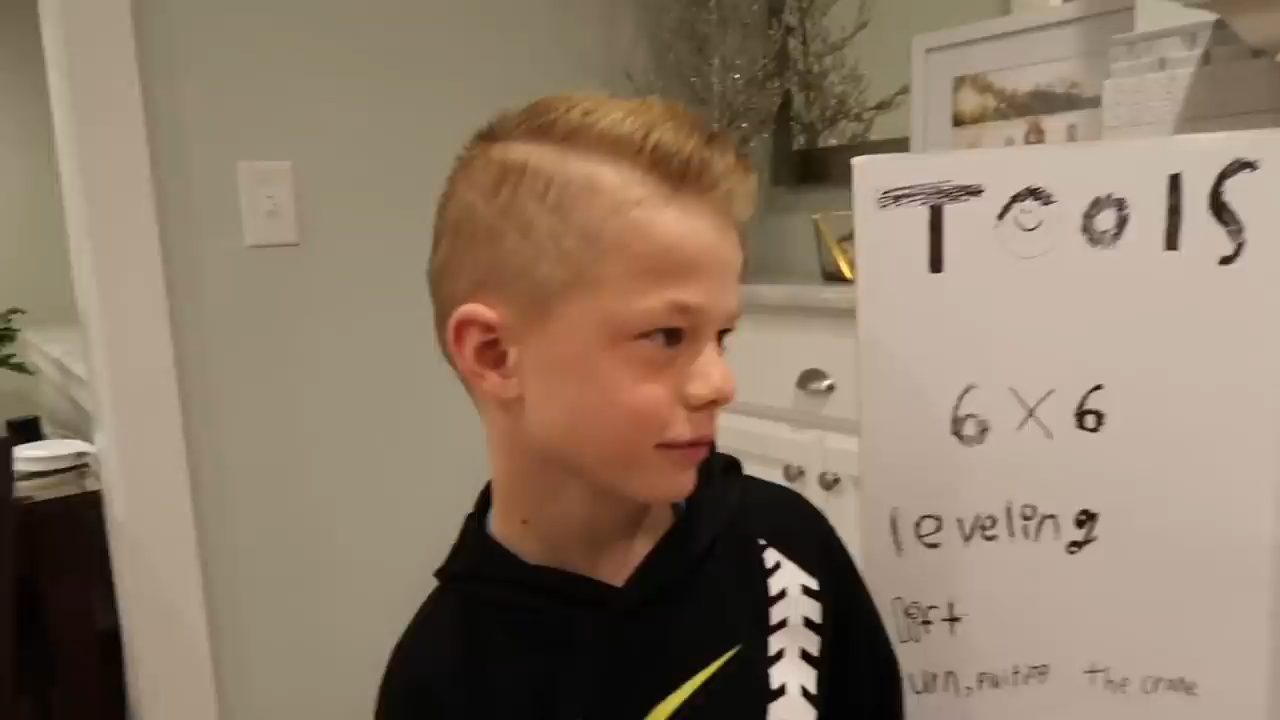 Tools
6 x 6
leveling
the crane